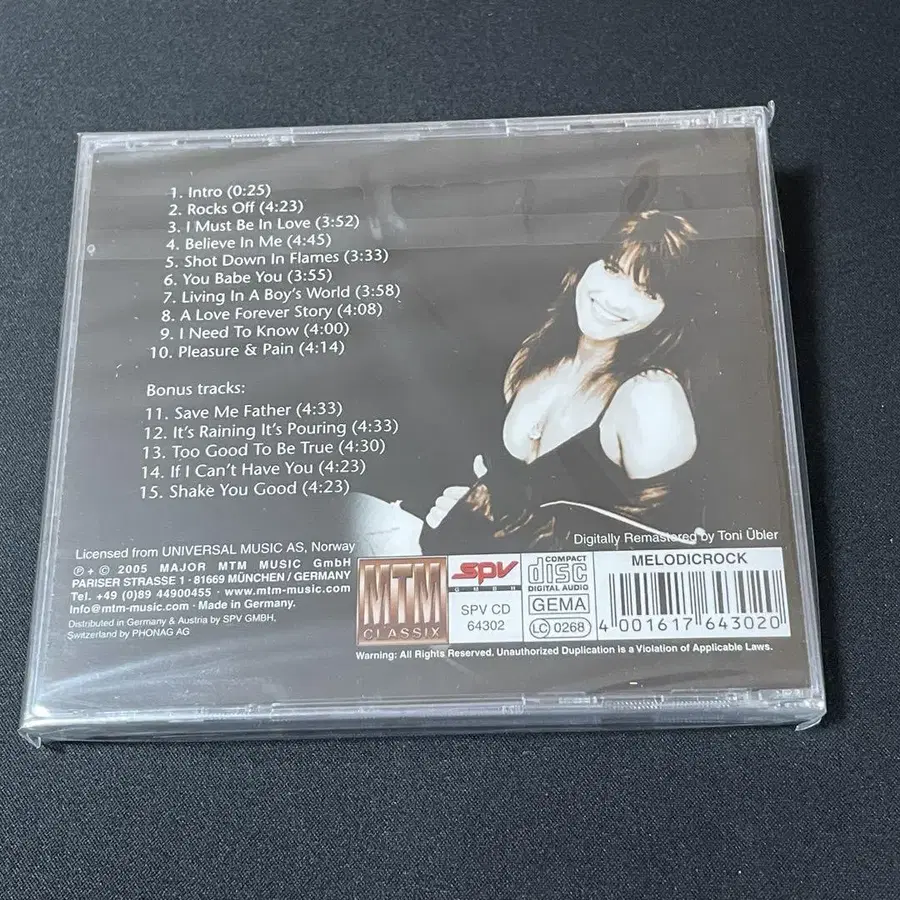 1. Intro (0:25)
2. Rocks Off (4:23)
3. I Must Be In Love (3:52)
4. Believe In Me (4:45)
5. Shot Down In Flames (3:33)
6. You Babe You (3:55)
7. Living In A Boy's World (3:58)
8. A Love Forever Story (4:08)
9. I Need To Know (4:00)
10. Pleasure & Pain (4:14)
Bonus tracks:
11. Save Me Father (4:33)
12. It's Raining It's Pouring (4:33)
13. Too Good To Be True (4:30)
14. If I Can't Have You (4:23)
15. Shake You Good (4:23)
Digitally Remastered by Toni Übler
Licensed from UNIVERSAL MUSIC AS, Norway
℗ + © 2005 MAJOR MTM MUSIC GmbH
PARISER STRASSE 1 · 81669 MÜNCHEN / GERMANY
Tel. +49 (0)89 44900455 · www.mtm-music.com
Info@mtm-music.com · Made in Germany.
Distributed in Germany & Austria by SPV GMBH,
Switzerland by PHONAG AG
MTM
CLASSIX
SPV
GMBH
SPV CD
64302
COMPACT
disc
DIGITAL AUDIO
GEMA
LC 0268
MELODICROCK
4 001617 643020
Warning: All Rights Reserved. Unauthorized Duplication is a Violation of Applicable Laws.